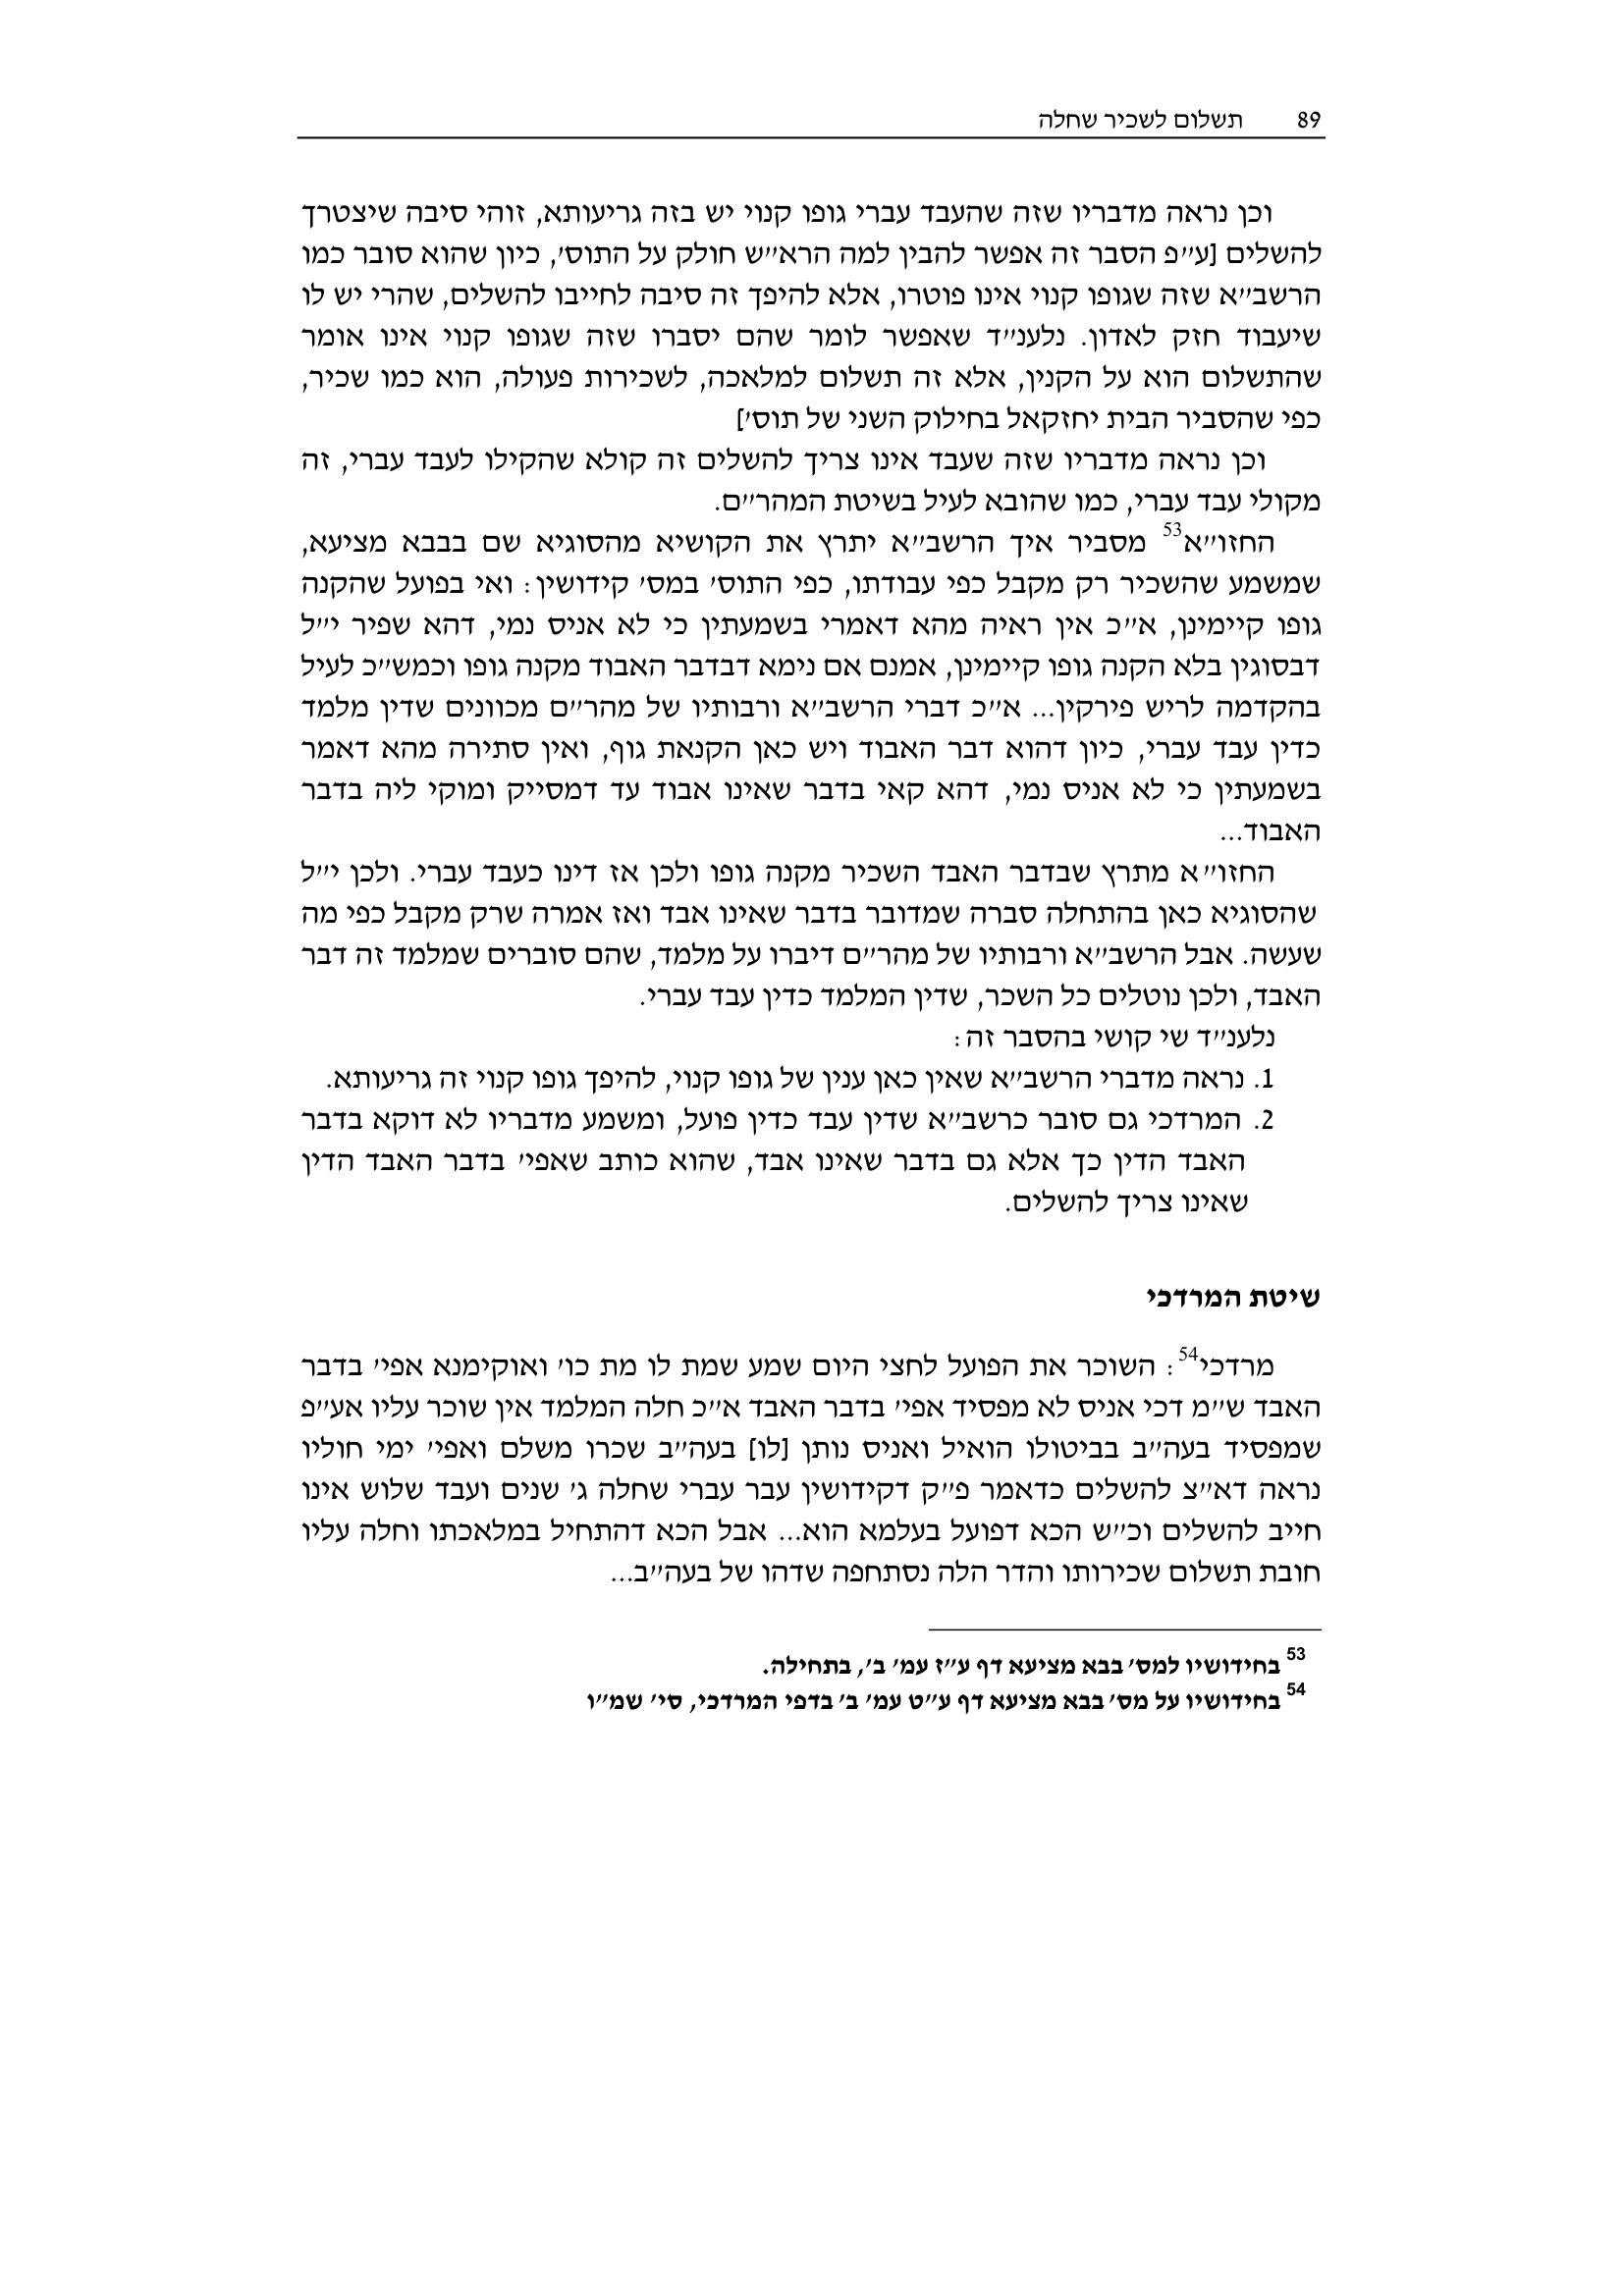 89 תשלום לשכיר שחלה
וכן נראה מדבריו שזה שהעבד עברי גופו קנוי יש בזה גריעותא, זוהי סיבה שיצטרך
להשלים [ע"פ הסבר זה אפשר להבין למה הרא"ש חולק על התוס', כיון שהוא סובר כמו
הרשב"א שזה שגופו קנוי אינו פוטרו, אלא להיפך זה סיבה לחייבו להשלים, שהרי יש לו
שיעבוד חזק לאדון. נלענ"ד שאפשר לומר שהם יסברו שזה שגופו קנוי אינו אומר
שהתשלום הוא על הקנין, אלא זה תשלום למלאכה, לשכירות פעולה, הוא כמו שכיר,
כפי שהסביר הבית יחזקאל בחילוק השני של תוס']
וכן נראה מדבריו שזה שעבד אינו צריך להשלים זה קולא שהקילו לעבד עברי, זה
מקולי עבד עברי, כמו שהובא לעיל בשיטת המהר"ם.
החזו"א53 מסביר איך הרשב"א יתרץ את הקושיא מהסוגיא שם בבבא מציעא,
שמשמע שהשכיר רק מקבל כפי עבודתו, כפי התוס' במס' קידושין: ואי בפועל שהקנה
גופו קיימינן, א"כ אין ראיה מהא דאמרי בשמעתין כי לא אניס נמי, דהא שפיר י"ל
דבסוגין בלא הקנה גופו קיימינן, אמנם אם נימא דבדבר האבוד מקנה גופו וכמש"כ לעיל
בהקדמה לריש פירקין... א"כ דברי הרשב"א ורבותיו של מהר"ם מכוונים שדין מלמד
כדין עבד עברי, כיון דהוא דבר האבוד ויש כאן הקנאת גוף, ואין סתירה מהא דאמר
בשמעתין כי לא אניס נמי, דהא קאי בדבר שאינו אבוד עד דמסייק ומוקי ליה בדבר
האבוד...
החזו"א מתרץ שבדבר האבד השכיר מקנה גופו ולכן אז דינו כעבד עברי. ולכן י"ל
שהסוגיא כאן בהתחלה סברה שמדובר בדבר שאינו אבד ואז אמרה שרק מקבל כפי מה
שעשה. אבל הרשב"א ורבותיו של מהר"ם דיברו על מלמד, שהם סוברים שמלמד זה דבר
האבד, ולכן נוטלים כל השכר, שדין המלמד כדין עבד עברי.
נלענ"ד שי קושי בהסבר זה:
1. נראה מדברי הרשב"א שאין כאן ענין של גופו קנוי, להיפך גופו קנוי זה גריעותא.
2. המרדכי גם סובר כרשב"א שדין עבד כדין פועל, ומשמע מדבריו לא דוקא בדבר
האבד הדין כך אלא גם בדבר שאינו אבד, שהוא כותב שאפי' בדבר האבד הדין
שאינו צריך להשלים.
שיטת המרדכי
מרדכי54: השוכר את הפועל לחצי היום שמע שמת לו מת כו' ואוקימנא אפי' בדבר
האבד ש"מ דכי אניס לא מפסיד אפי' בדבר האבד א"כ חלה המלמד אין שוכר עליו אע"פ
שמפסיד בעה"ב בביטולו הואיל ואניס נותן [לו] בעה"ב שכרו משלם ואפי' ימי חוליו
נראה דא"צ להשלים כדאמר פ"ק דקידושין עבר עברי שחלה ג' שנים ועבד שלוש אינו
חייב להשלים וכ"ש הכא דפועל בעלמא הוא... אבל הכא דהתחיל במלאכתו וחלה עליו
חובת תשלום שכירותו והדר הלה נסתחפה שדהו של בעה"ב...
53 בחידושיו למס' בבא מציעא דף ע"ז עמ' ב', בתחילה.
54 בחידושיו על מס' בבא מציעא דף ע"ט עמ' ב' בדפי המרדכי, סי' שמ"ו